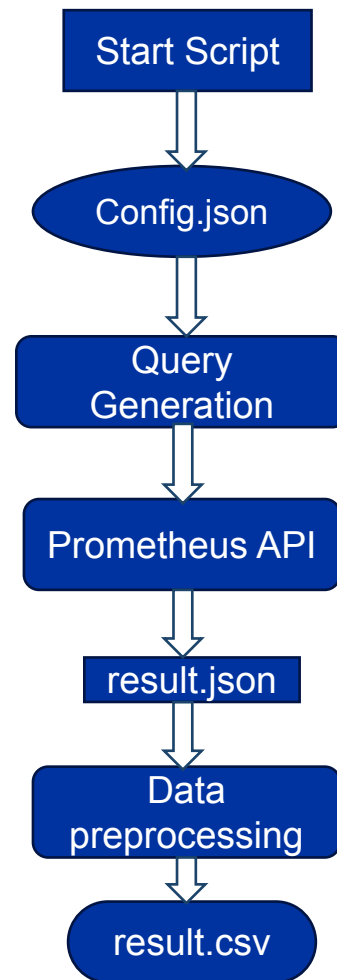 Start Script
Config.json
Query
Generation
Prometheus API
result.json
Data
preprocessing
result.csv